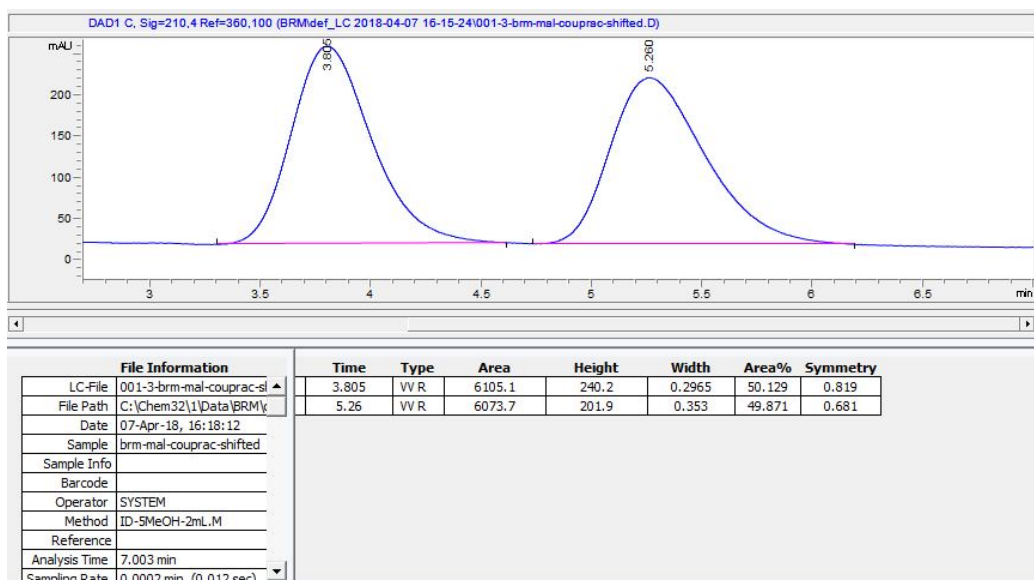 DAD1 C, Sig=210,4 Ref=360,100 (BRM\def_LC 2018-04-07 16-15-24\001-3-brm-mal-couprac-shifted.D)
mAU
200
150
100
50
0
3.805
5.260
3 3.5 4 4.5 5 5.5 6 6.5 min
File Information
LC-File 001-3-brm-mal-couprac-sl
File Path C:\Chem32\1\Data\BRM\
Date 07-Apr-18, 16:18:12
Sample brm-mal-couprac-shifted
Sample Info
Barcode
Operator SYSTEM
Method ID-5MeOH-2mL.M
Reference
Analysis Time 7.003 min
Sampling Rate 0.0002 min (0.012 sec)
Time Type Area Height Width Area% Symmetry
3.805 VV R 6105.1 240.2 0.2965 50.129 0.819
5.26 VV R 6073.7 201.9 0.353 49.871 0.681